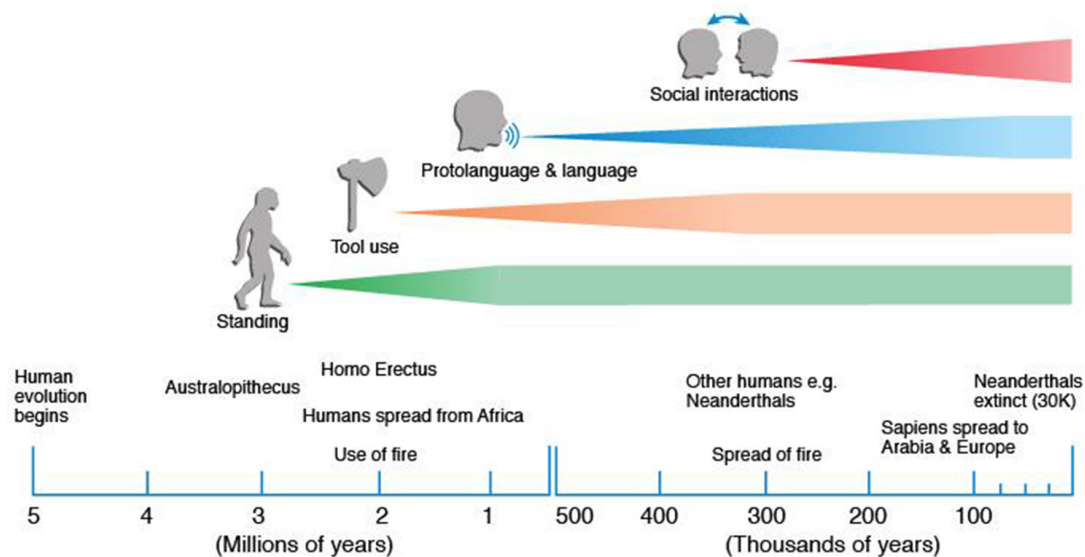 Social interactions
Protolanguage & language
Tool use
Standing
Human
evolution
begins
Australopithecus
Homo Erectus
Humans spread from Africa
Use of fire
Other humans e.g.
Neanderthals
Spread of fire
Neanderthals
extinct (30K)
Sapiens spread to
Arabia & Europe
5 4 3 2 1 500 400 300 200 100
(Millions of years) (Thousands of years)